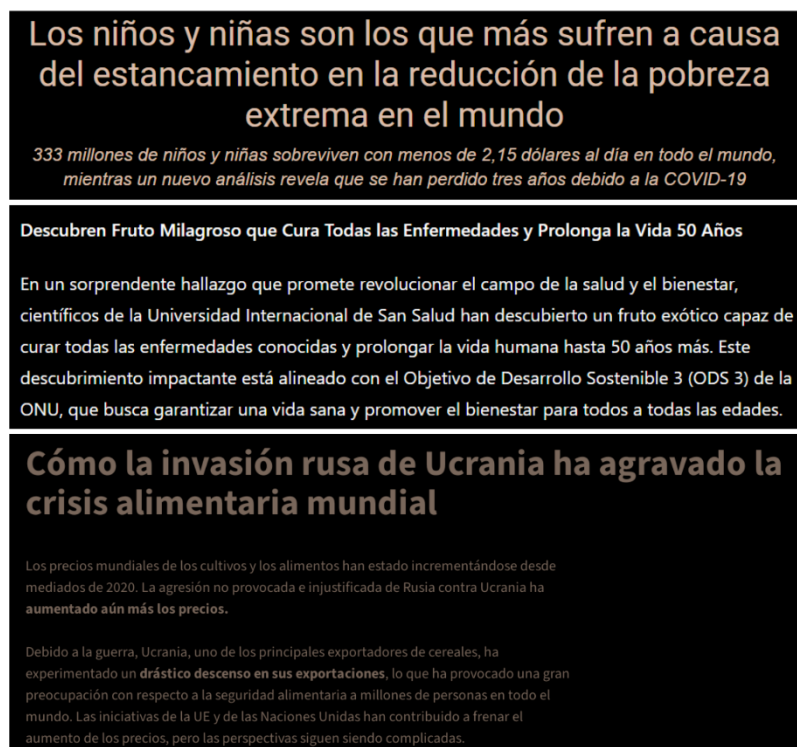 Los niños y niñas son los que más sufren a causa
del estancamiento en la reducción de la pobreza
extrema en el mundo
333 millones de niños y niñas sobreviven con menos de 2,15 dólares al día en todo el mundo,
mientras un nuevo análisis revela que se han perdido tres años debido a la COVID-19
Descubren Fruto Milagroso que Cura Todas las Enfermedades y Prolonga la Vida 50 Años
En un sorprendente hallazgo que promete revolucionar el campo de la salud y el bienestar,
científicos de la Universidad Internacional de San Salud han descubierto un fruto exótico capaz de
curar todas las enfermedades conocidas y prolongar la vida humana hasta 50 años más. Este
descubrimiento impactante está alineado con el Objetivo de Desarrollo Sostenible 3 (ODS 3) de la
ONU, que busca garantizar una vida sana y promover el bienestar para todos a todas las edades.
Cómo la invasión rusa de Ucrania ha agravado la
crisis alimentaria mundial
Los precios mundiales de los cultivos y los alimentos han estado incrementándose desde
mediados de 2020. La agresión no provocada e injustificada de Rusia contra Ucrania ha
aumentado aún más los precios.
Debido a la guerra, Ucrania, uno de los principales exportadores de cereales, ha
experimentado un drástico descenso en sus exportaciones, lo que ha provocado una gran
preocupación con respecto a la seguridad alimentaria a millones de personas en todo el
mundo. Las iniciativas de la UE y de las Naciones Unidas han contribuido a frenar el
aumento de los precios, pero las perspectivas siguen siendo complicadas.